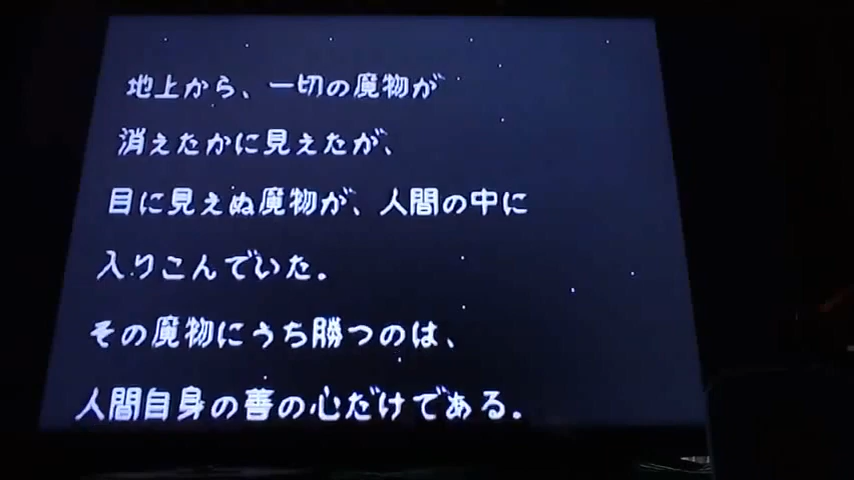 地上から、一切の魔物が
消えたかに見えたが、
目に見えぬ魔物が、人間の中に
入りこんでいた。
その魔物にうち勝つのは、
人間自身の善の心だけである。